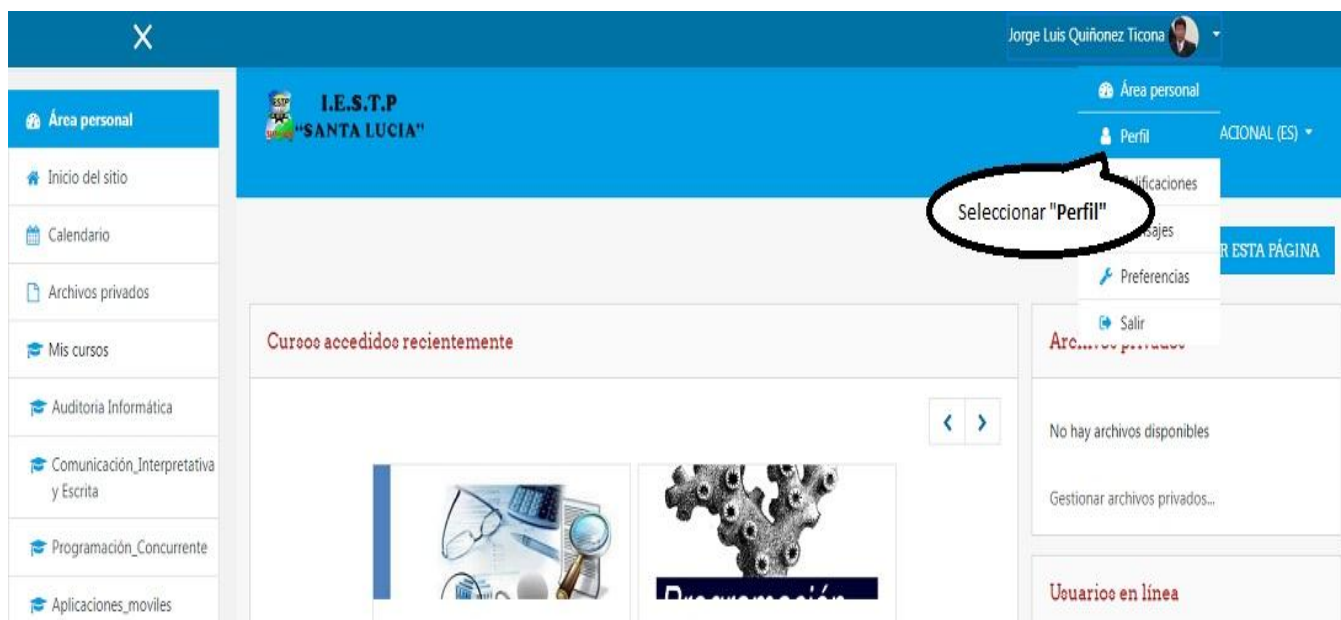 Jorge Luis Quiñonez Ticona
Área personal
Inicio del sitio
Calendario
Archivos privados
Mis cursos
Auditoria Informática
Comunicación_Interpretativa
y Escrita
Programación_Concurrente
Aplicaciones_moviles
I.E.S.T.P
"SANTA LUCIA"
Área personal
Perfil
ACIONAL (ES)
Seleccionar "Perfil"
Preferencias
Salir
R ESTA PÁGINA
Cursos accedidos recientemente
No hay archivos disponibles
Gestionar archivos privados...
Usuarios en línea